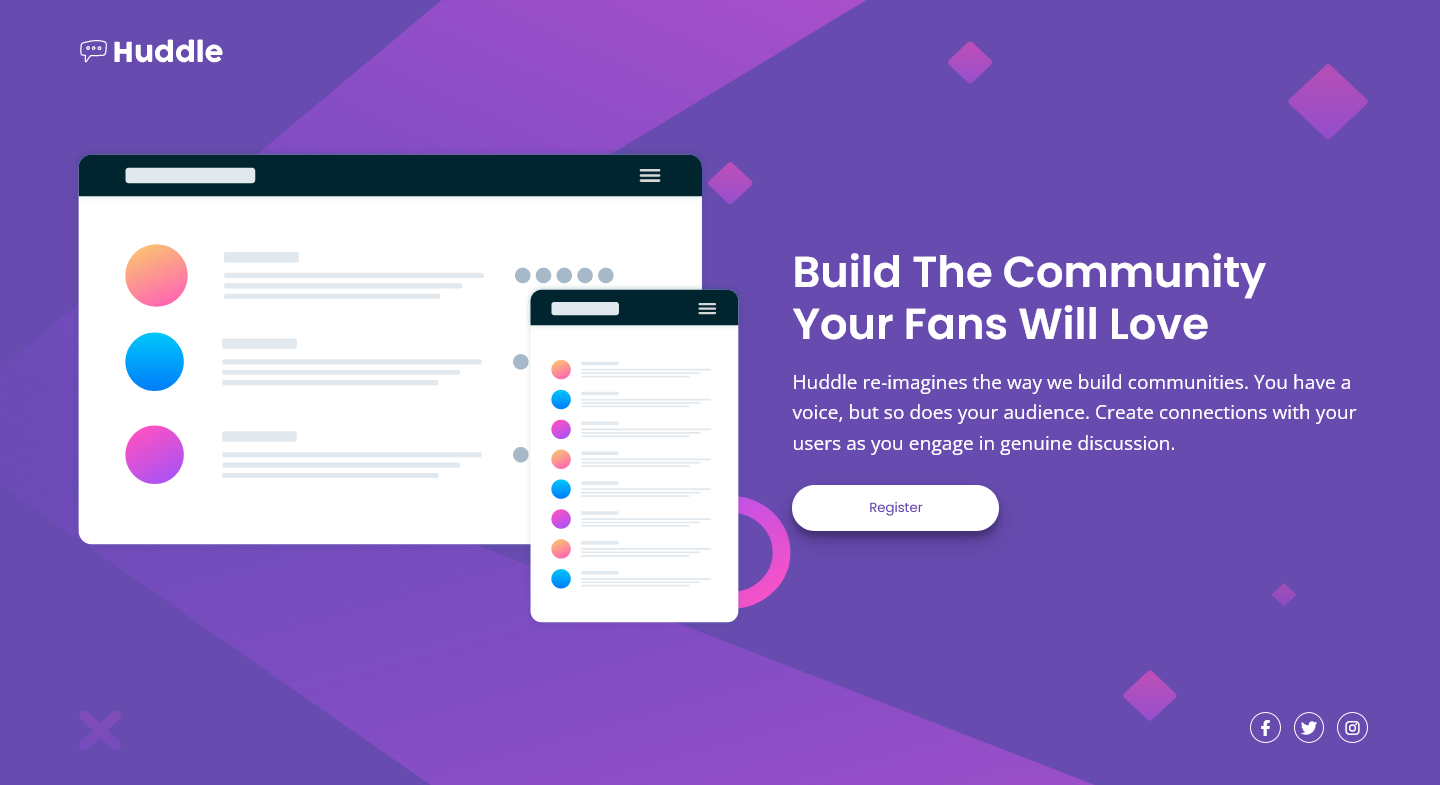 Huddle
Build The Community
Your Fans Will Love
Huddle re-imagines the way we build communities. You have a
voice, but so does your audience. Create connections with your
users as you engage in genuine discussion.
Register